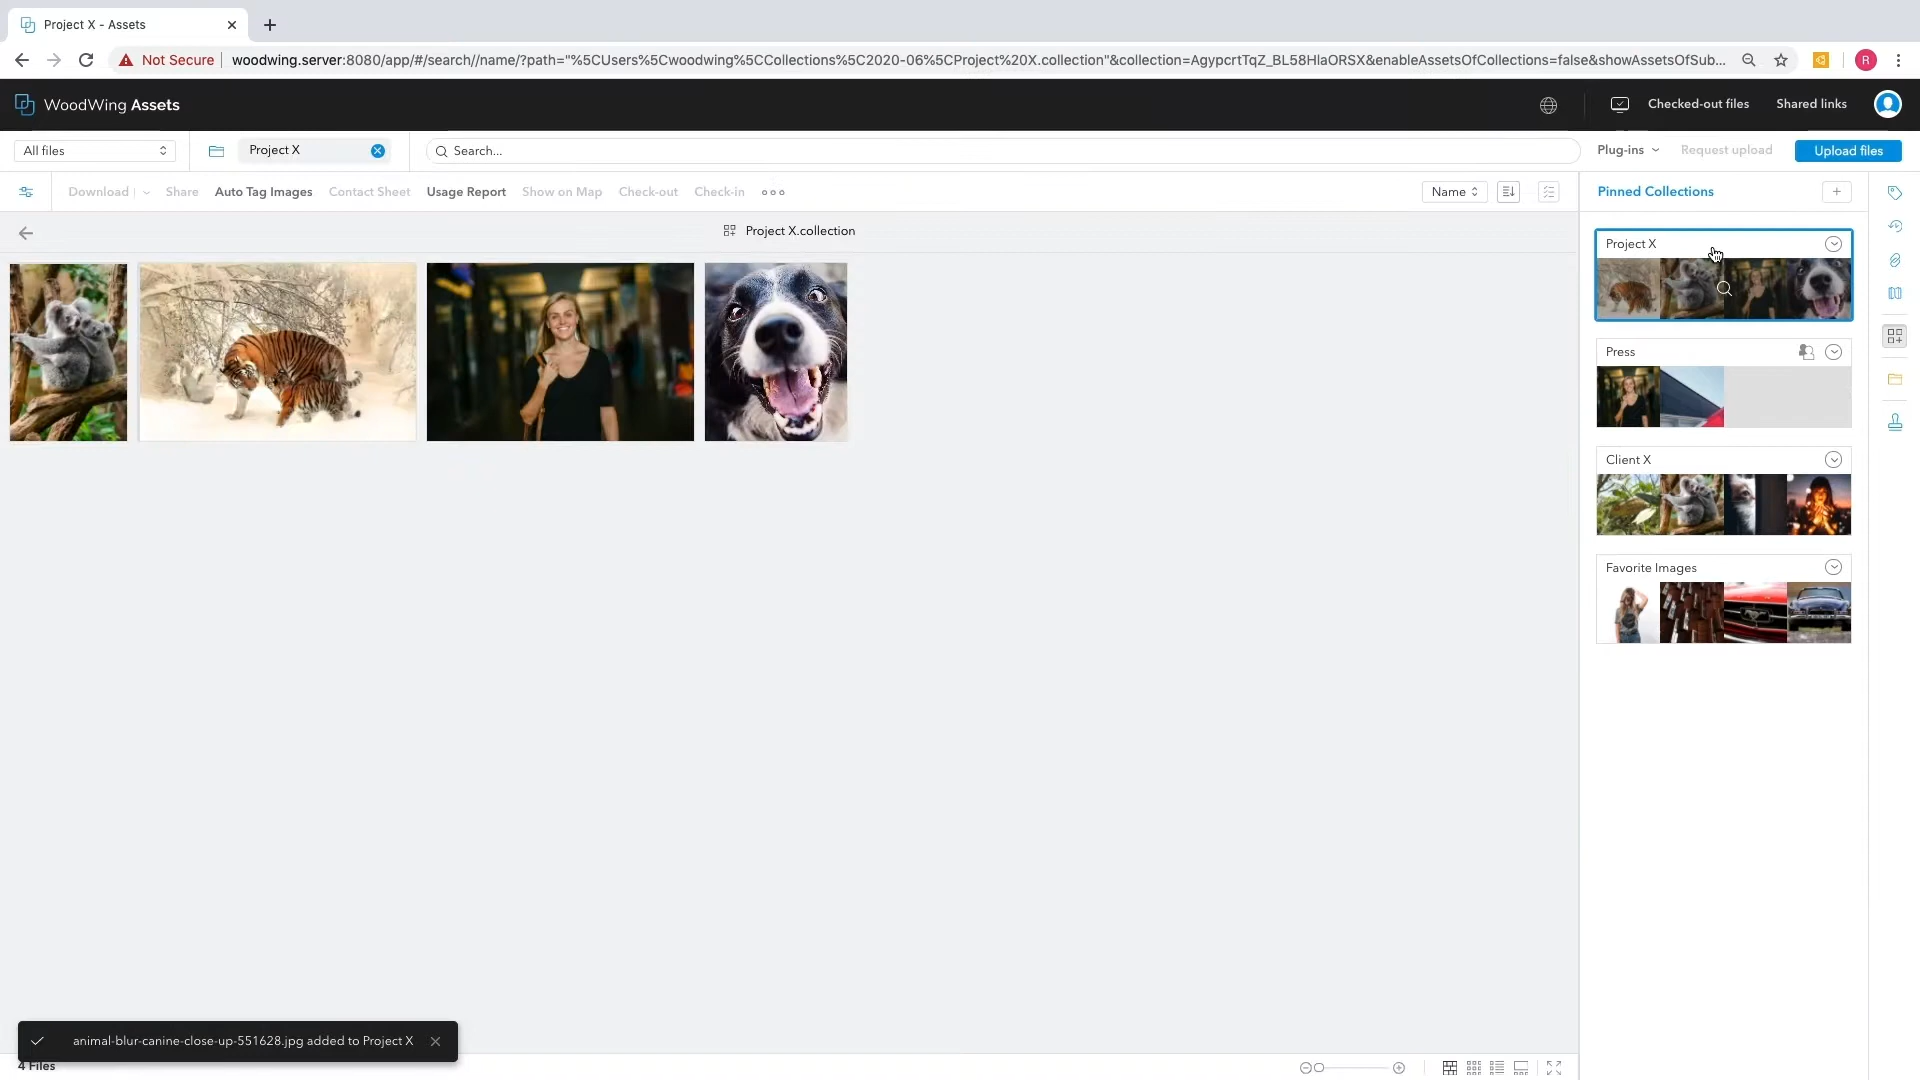 Project X - Assets
Not Secure
woodwing.server:8080/app/#/search//name/?path="%5CUsers%5Cwoodwing%5CCollections%5C2020-06%5CProject%20X.collection"&collection=AgypcrtTqZ_BL58HlaORSX&enableAssetsOfCollections=false&showAssetsOfSub...
R
WoodWing Assets
Checked-out files
Shared links
All files
Project X
Search...
Plug-ins
Request upload
Upload files
Download
Share
Auto Tag Images
Contact Sheet
Usage Report
Show on Map
Check-out
Check-in
Name
Pinned Collections
Project X.collection
Project X
Press
Client X
Favorite Images
animal-blur-canine-close-up-551628.jpg added to Project X
4 Files